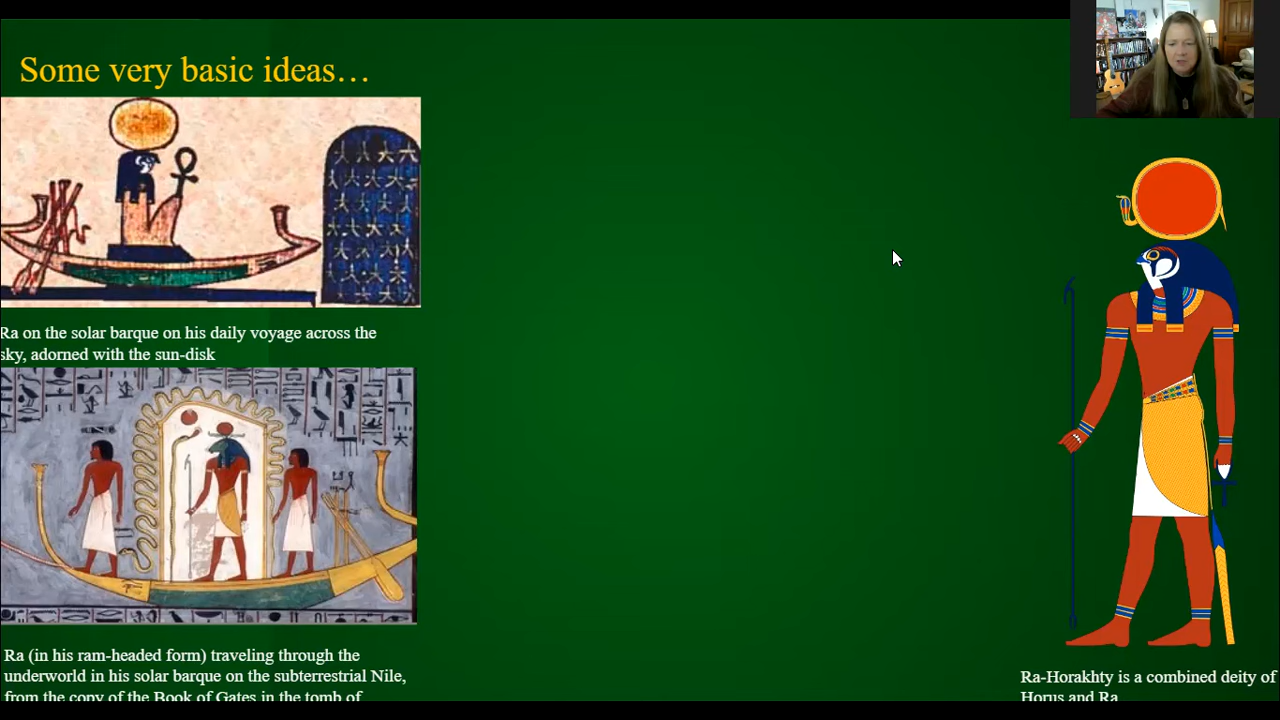 Some very basic ideas…
Ra on the solar barque on his daily voyage across the
sky, adorned with the sun-disk
Ra (in his ram-headed form) traveling through the
underworld in his solar barque on the subterrestrial Nile,
from the copy of the Book of Gates in the tomb of
Ra-Horakhty is a combined deity of
Horus and Ra